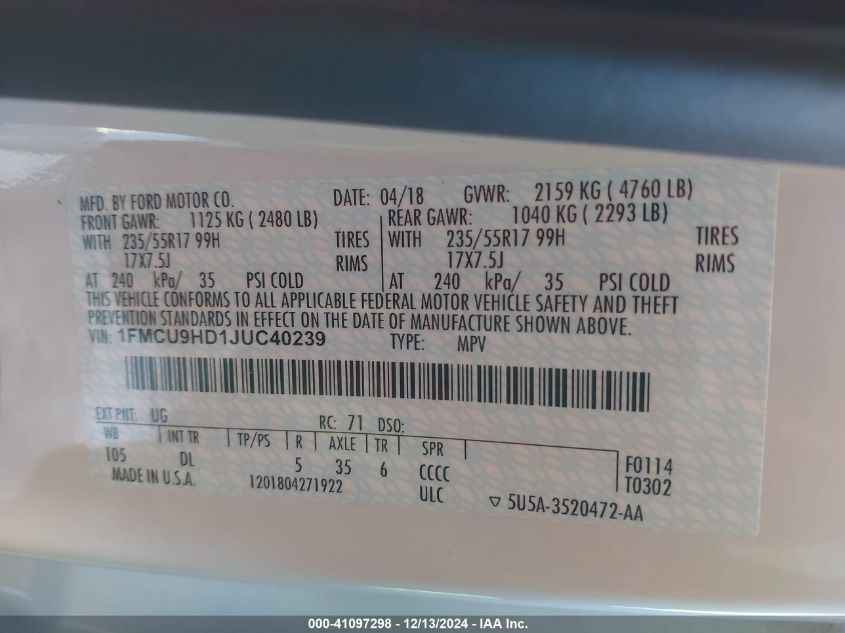 MFD. BY FORD MOTOR CO. DATE: 04/18 GVWR: 2159 KG ( 4760 LB)
FRONT GAWR: 1125 KG ( 2480 LB) REAR GAWR: 1040 KG ( 2293 LB)
WITH 235/55R17 99H TIRES WITH 235/55R17 99H TIRES
17X7.5J RIMS 17X7.5J RIMS
AT 240 kPa/ 35 PSI COLD AT 240 kPa/ 35 PSI COLD
THIS VEHICLE CONFORMS TO ALL APPLICABLE FEDERAL MOTOR VEHICLE SAFETY AND THEFT
PREVENTION STANDARDS IN EFFECT ON THE DATE OF MANUFACTURE SHOWN ABOVE.
VIN: 1FMCU9HD1JUC40239 TYPE: MPV
EXT PNT: UG RC: 71 DSO:
WB INT TR TP/PS R AXLE TR SPR
105 DL 5 35 6 CCCC F0114
MADE IN U.S.A. 1201804271922 ULC T0302
▽ 5U5A-3520472-AA
000-41097298 - 12/13/2024 - IAA Inc.